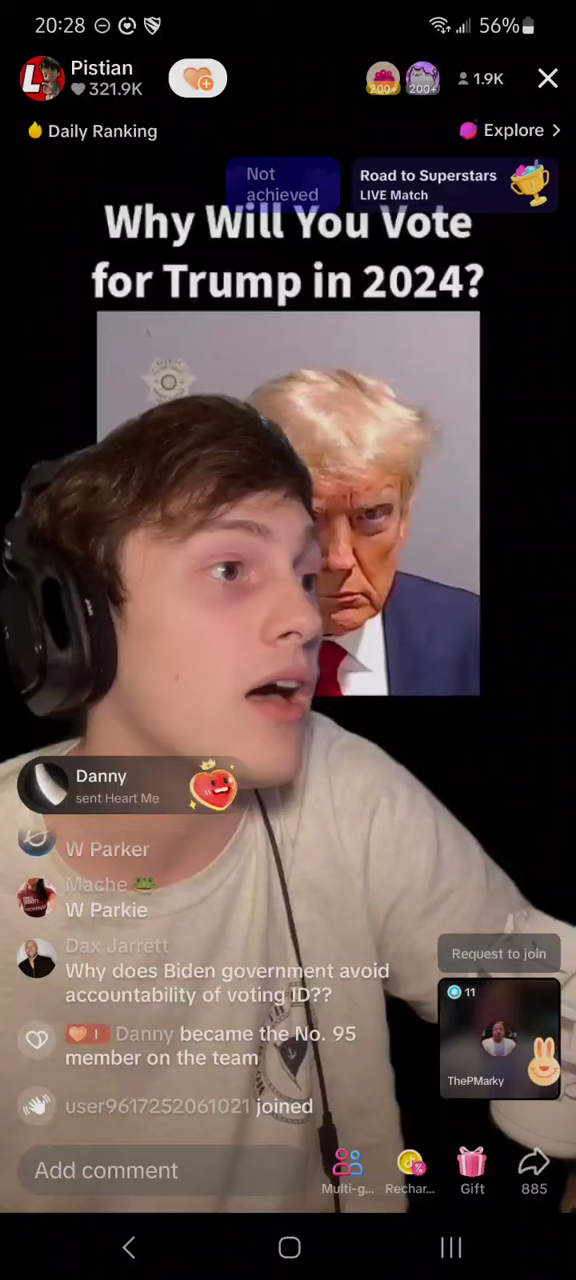 20:28
56%
Pistian
321.9K
200+
200+
1.9K
Daily Ranking
Explore >
Not achieved
Road to Superstars
LIVE Match
Why Will You Vote
for Trump in 2024?
Danny
sent Heart Me
W Parker
Mache
W Parkie
Dax Jarrett
Why does Biden government avoid
accountability of voting ID??
I Danny became the No. 95
member on the team
user9617252061021 joined
Request to join
11
ThePMarky
Add comment
Multi-g...
Rechar...
Gift
885